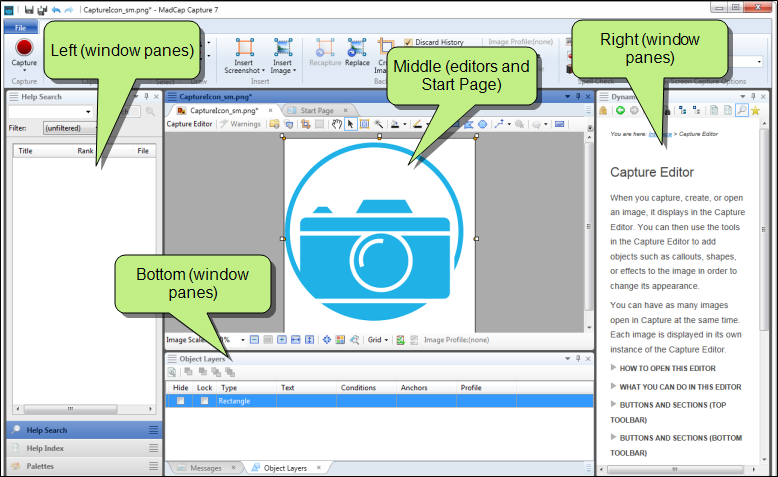 CaptureIcon_sm.png* - MadCap Capture 7
File
Capture
Insert Screenshot
Insert Image
Recapture
Replace
Discard History
Image Profile:(none)
Capture
Select
View
Insert
Spell Check
Screen Capture Options
Left (window panes)
Middle (editors and
Start Page)
Right (window
panes)
Bottom (window
panes)
Help Search
Filter:
(unfiltered)
Title Rank File
Help Search
Help Index
Palettes
CaptureIcon_sm.png*
CaptureIcon_sm.png* Start Page
Capture Editor Warnings
Grid Image Profile:(none)
Object Layers
Hide Lock Type Text Conditions Anchors Profile
Rectangle
Messages Object Layers
You are here: > Capture Editor
Capture Editor
When you capture, create, or open
an image, it displays in the Capture
Editor. You can then use the tools
in the Capture Editor to add
objects such as callouts, shapes,
or effects to the image in order to
change its appearance.
You can have as many images
open in Capture at the same time.
Each image is displayed in its own
instance of the Capture Editor.
HOW TO OPEN THIS EDITOR
WHAT YOU CAN DO IN THIS EDITOR
BUTTONS AND SECTIONS (TOP
TOOLBAR)
BUTTONS AND SECTIONS (BOTTOM
TOOLBAR)